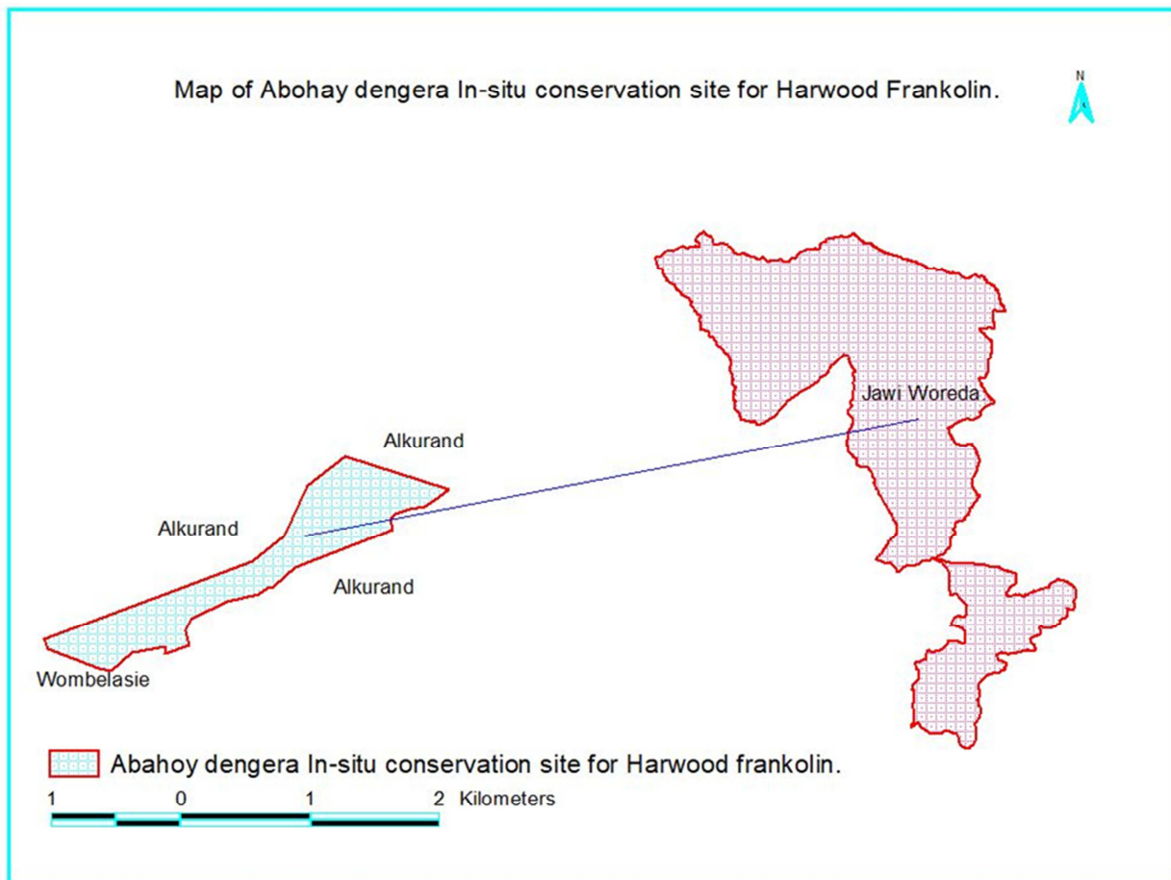 Map of Abohay dengera In-situ conservation site for Harwood Frankolin.
N
Jawi Woreda.
Alkurand
Alkurand
Alkurand
Wombelasie
Abahoy dengera In-situ conservation site for Harwood frankolin.
1 0 1 2 Kilometers